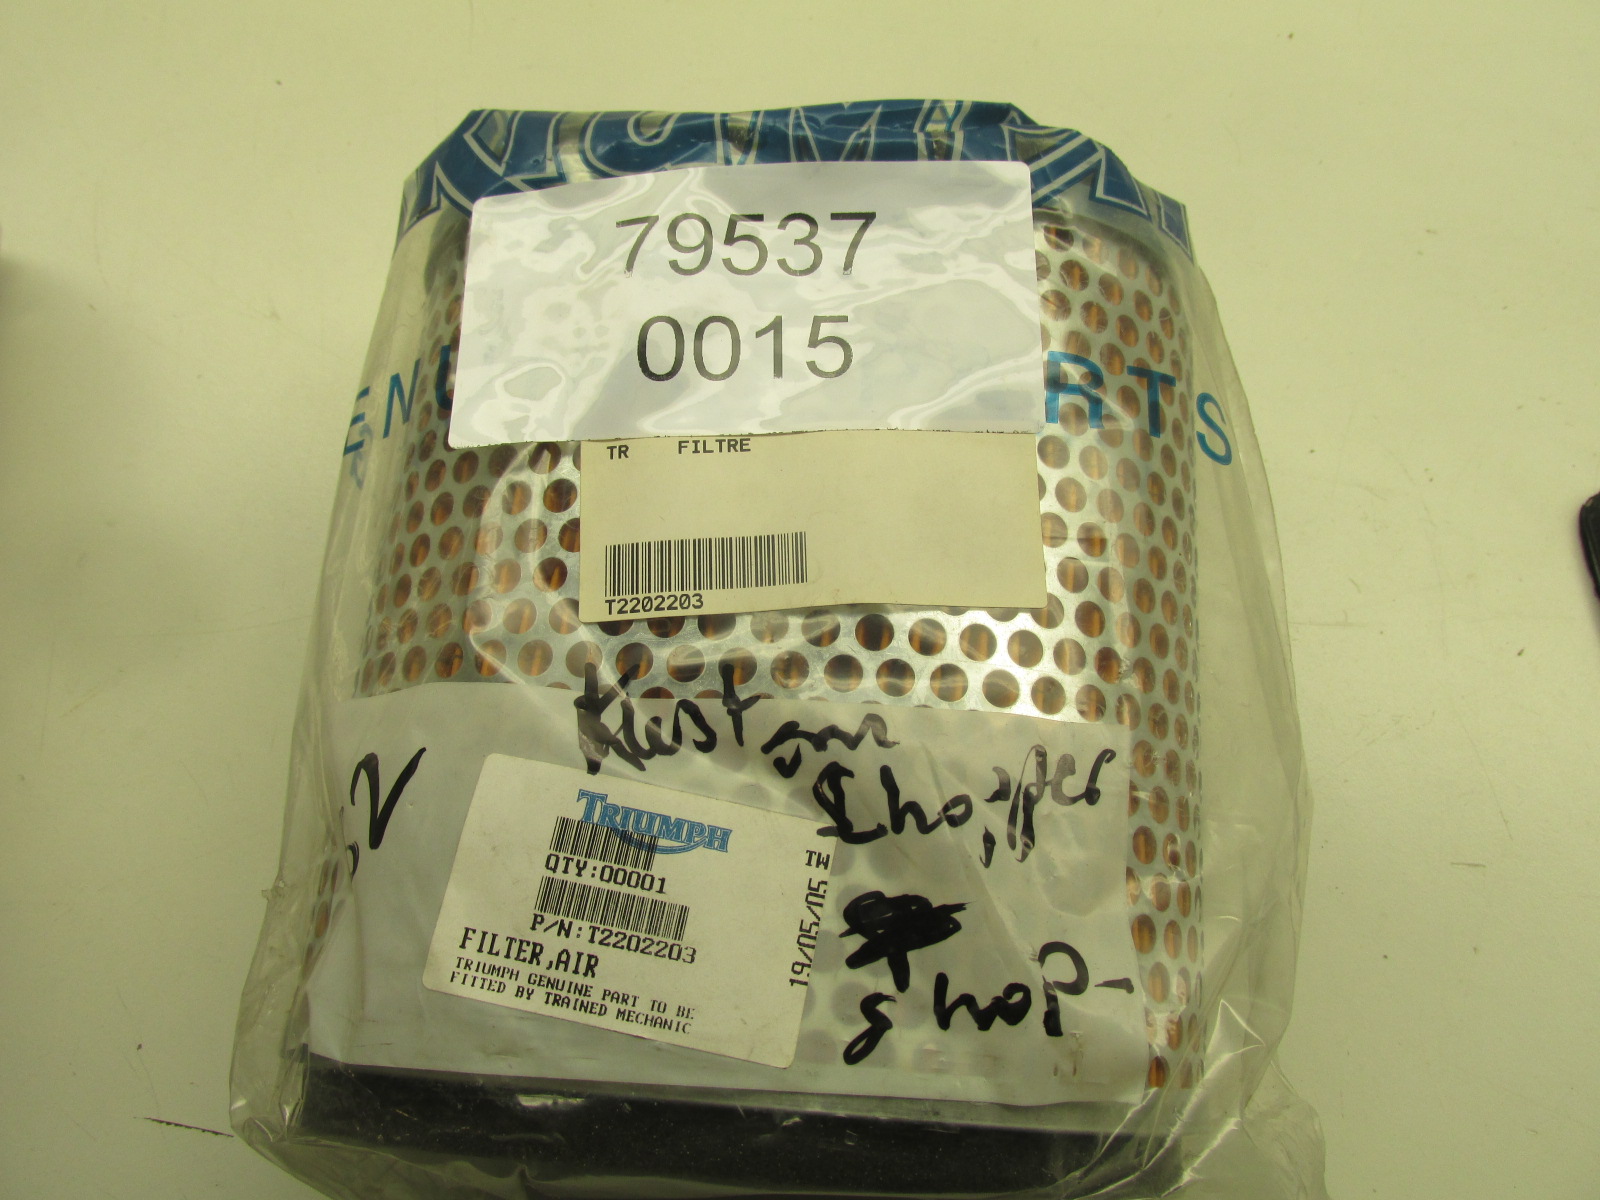 79537
0015
TR FILTRE
T2202203
Kustom
Chopper
shop-
TRIUMPH
QTY:00001
P/N:T2202203
FILTER,AIR
TRIUMPH GENUINE PART TO BE
FITTED BY TRAINED MECHANIC
19/05/05 TW